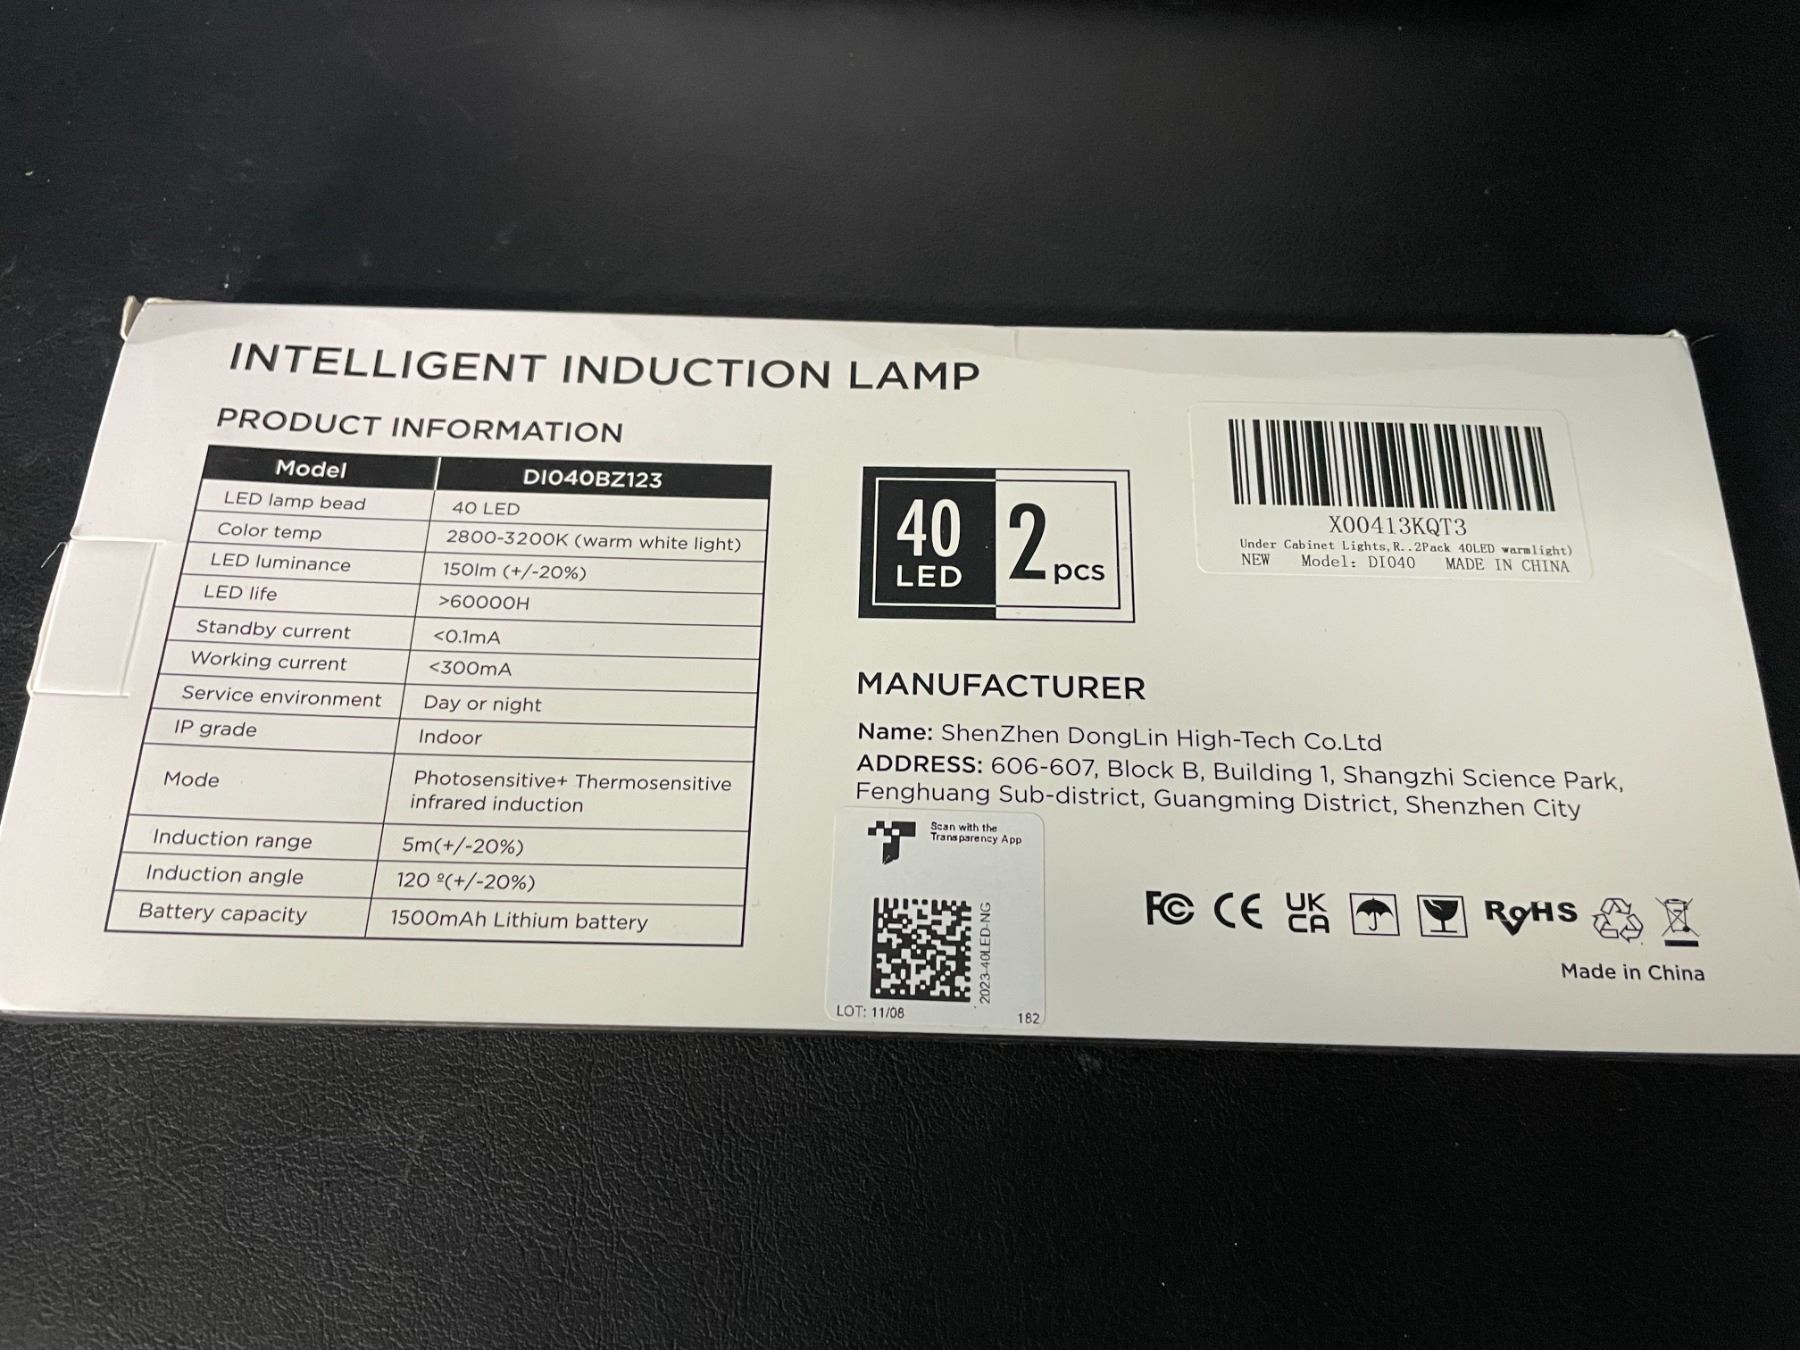 INTELLIGENT INDUCTION LAMP
PRODUCT INFORMATION
Model DI040BZ123
LED lamp bead 40 LED
Color temp 2800-3200K (warm white light)
LED luminance 150lm (+/-20%)
LED life >60000H
Standby current <0.1mA
Working current <300mA
Service environment Day or night
IP grade Indoor
Mode Photosensitive+ Thermosensitive
infrared induction
Induction range 5m(+/-20%)
Induction angle 120 º(+/-20%)
Battery capacity 1500mAh Lithium battery
40
LED
2 pcs
X00413KQT3
Under Cabinet Lights,R..2Pack 40LED warmlight)
NEW Model: DI040 MADE IN CHINA
MANUFACTURER
Name: ShenZhen DongLin High-Tech Co.Ltd
ADDRESS: 606-607, Block B, Building 1, Shangzhi Science Park,
Fenghuang Sub-district, Guangming District, Shenzhen City
Scan with the
Transparency App
2023-40LED-NG
LOT: 11/08
182
FC CE UK
CA
RoHS
Made in China